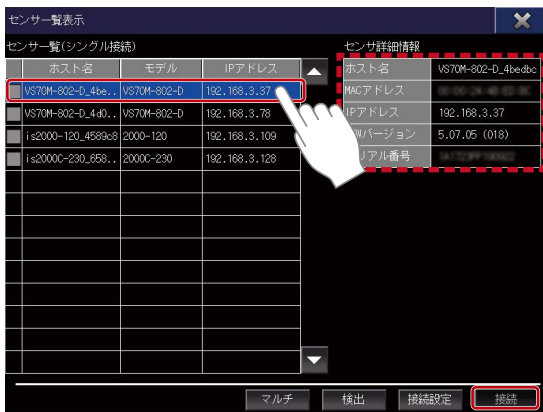 センサー覧表示
センサー覧(シングル接続)
ホスト名 モデル IPアドレス
VS70M-802-D_4be.. VS70M-802-D 192.168.3.37
VS70M-802-D_4d0.. VS70M-802-D 192.168.3.78
is2000-120_4589c8 2000-120 192.168.3.109
is2000C-230_658.. 2000C-230 192.168.3.128
センサ詳細情報
ホスト名 VS70M-802-D_4bedbc
MACアドレス
IPアドレス 192.168.3.37
バージョン 5.07.05 (018)
リアル番号
マルチ 検出 接続設定 接続